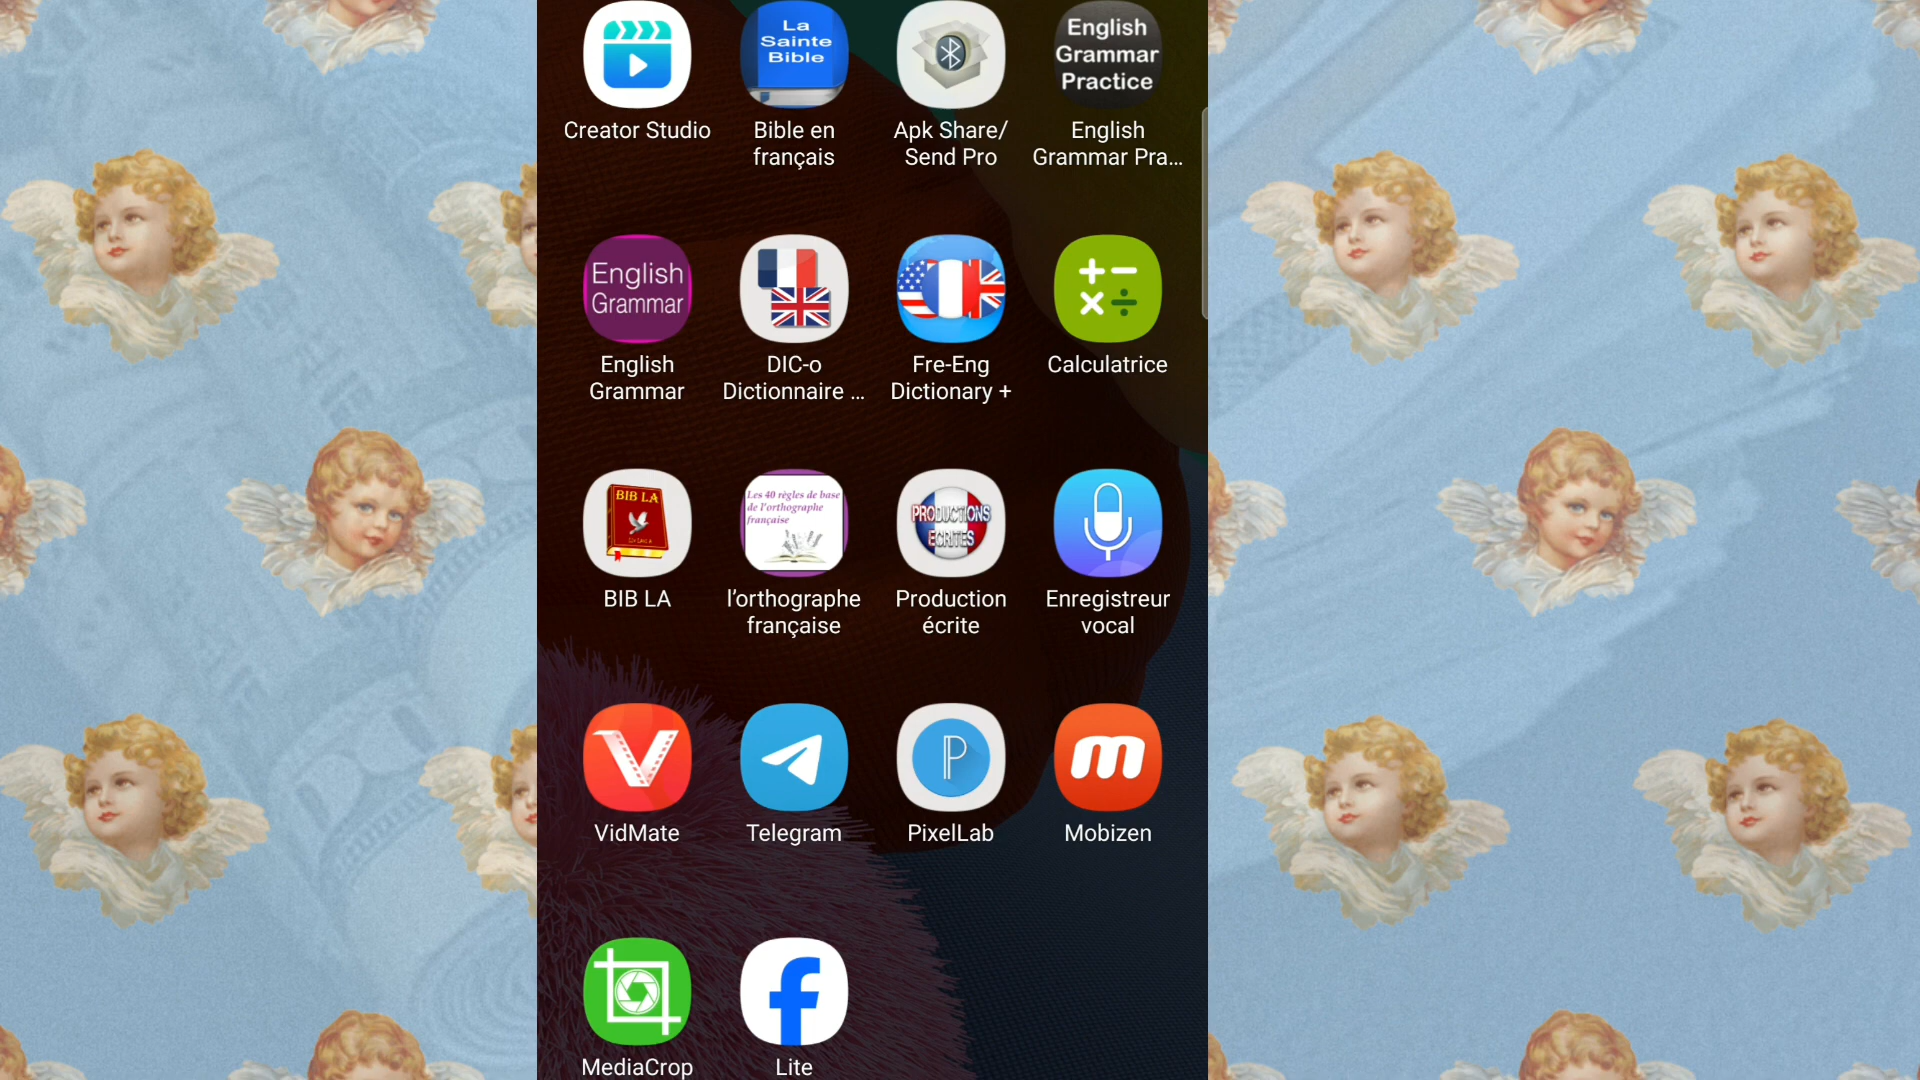 La
Sainte
Bible
English
Grammar
Practice
Creator Studio
Bible en
français
Apk Share/
Send Pro
English
Grammar Pra...
English
Grammar
English
Grammar
DIC-o
Dictionnaire ...
Fre-Eng
Dictionary +
Calculatrice
BIB LA
Les 40 règles de base
de l'orthographe
française
PRODUCTIONS
ECRITES
BIB LA
l'orthographe
française
Production
écrite
Enregistreur
vocal
VidMate
Telegram
PixelLab
Mobizen
MediaCrop
Lite